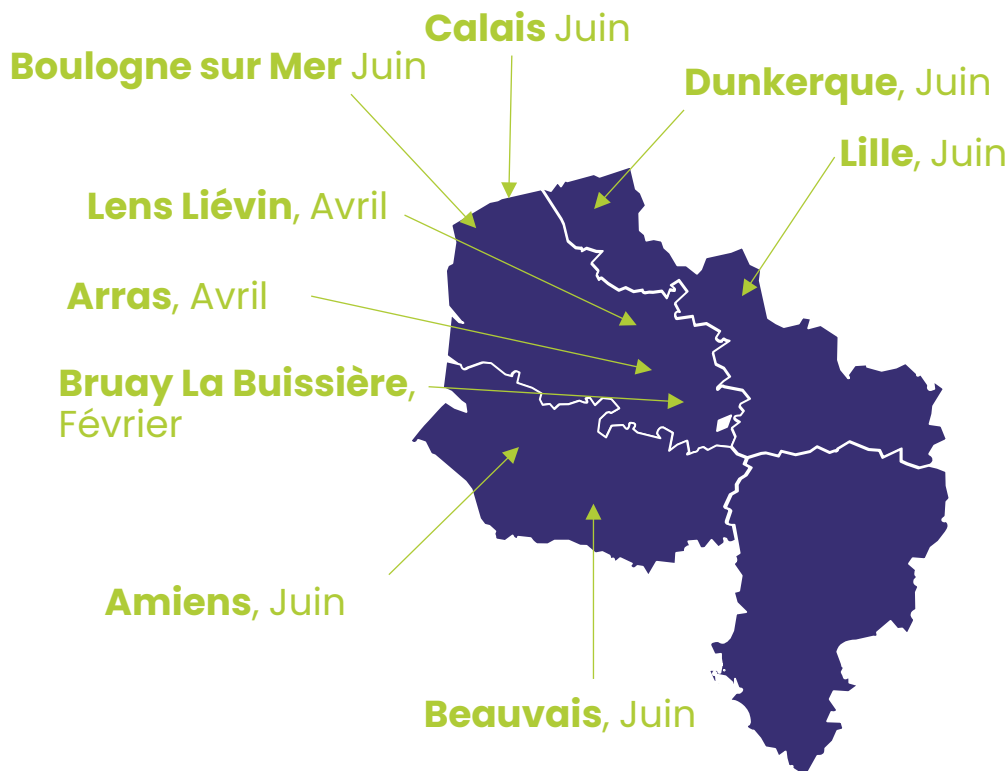 Calais Juin
Boulogne sur Mer Juin
Dunkerque, Juin
Lille, Juin
Lens Liévin, Avril
Arras, Avril
Bruay La Buissière,
Février
Amiens, Juin
Beauvais, Juin